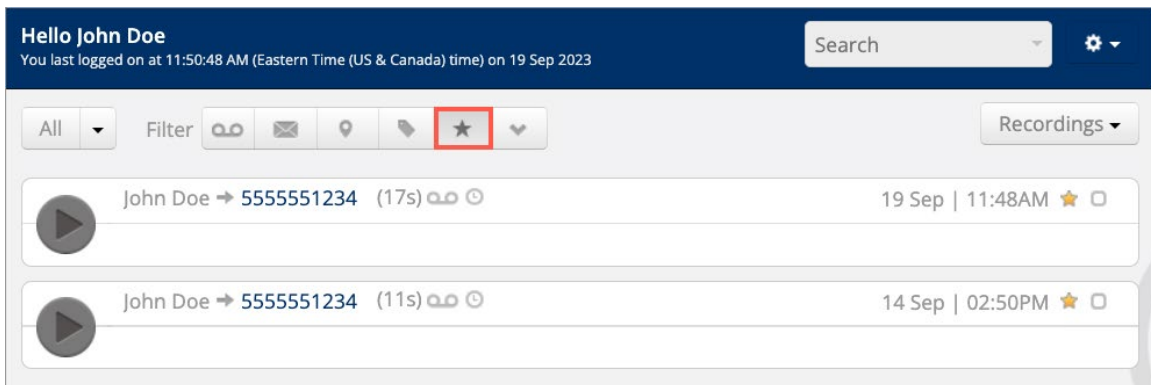 Hello John Doe
You last logged on at 11:50:48 AM (Eastern Time (US & Canada) time) on 19 Sep 2023
Search
All
Filter
Recordings
John Doe → 5555551234 (17s)
19 Sep | 11:48AM
John Doe → 5555551234 (11s)
14 Sep | 02:50PM